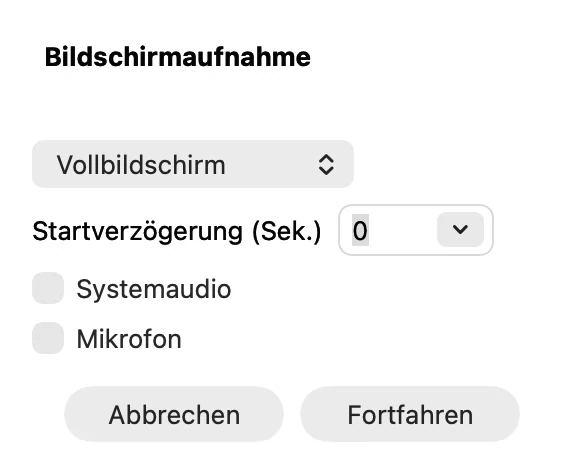 Bildschirmaufnahme
Vollbildschirm
Startverzögerung (Sek.) 0
Systemaudio
Mikrofon
Abbrechen Fortfahren